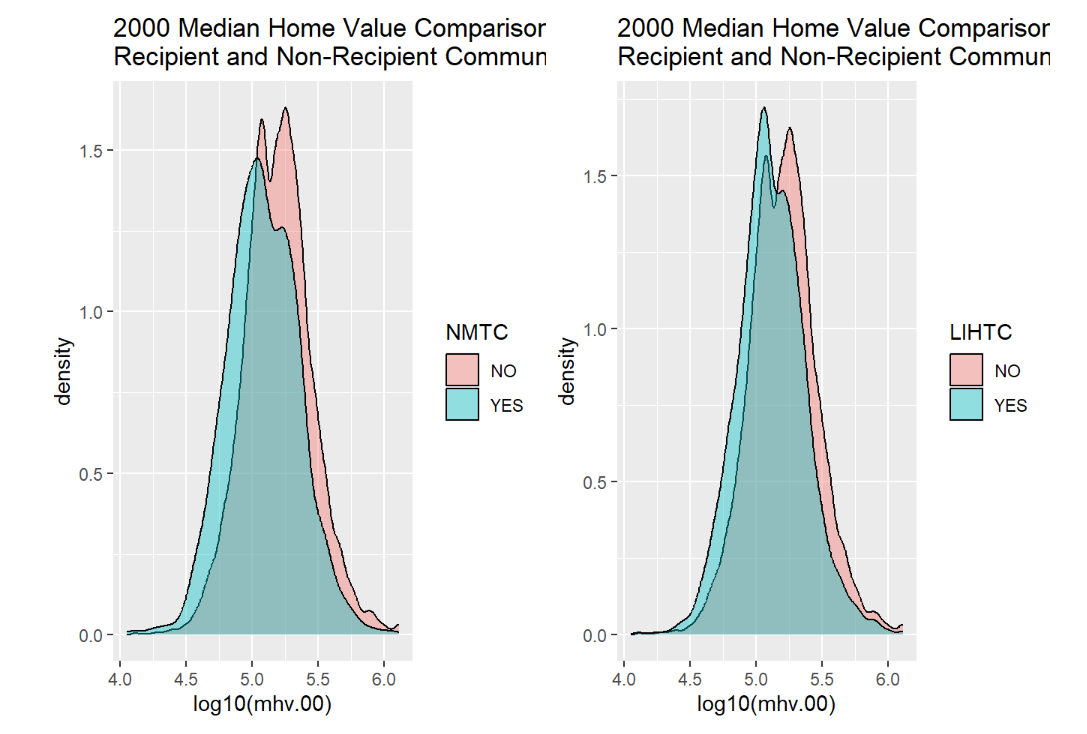 2000 Median Home Value Comparison
Recipient and Non-Recipient Commun
1.5
1.0
0.5
0.0
density
4.0 4.5 5.0 5.5 6.0
log10(mhv.00)
NMTC
NO
YES
2000 Median Home Value Comparison
Recipient and Non-Recipient Commun
1.5
1.0
0.5
0.0
density
4.0 4.5 5.0 5.5 6.0
log10(mhv.00)
LIHTC
NO
YES